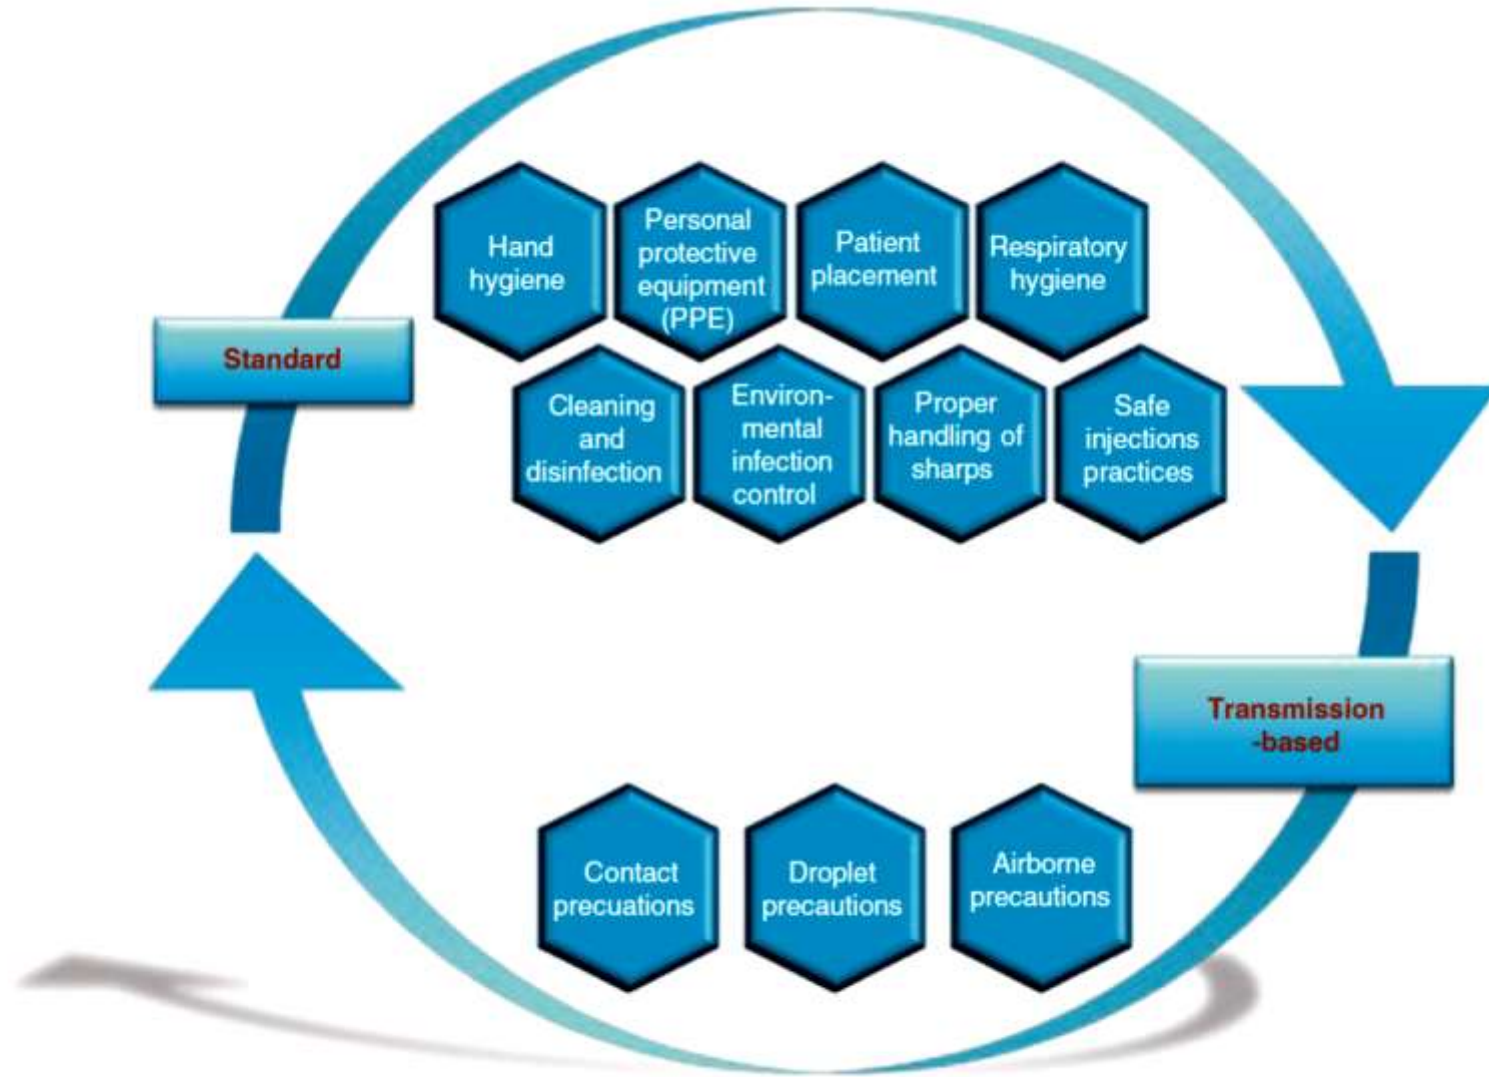 Hand
hygiene
Personal
protective
equipment
(PPE)
Patient
placement
Respiratory
hygiene
Standard
Cleaning
and
disinfection
Environ-
mental
infection
control
Proper
handling of
sharps
Safe
injections
practices
Transmission
-based
Contact
precuations
Droplet
precautions
Airborne
precautions